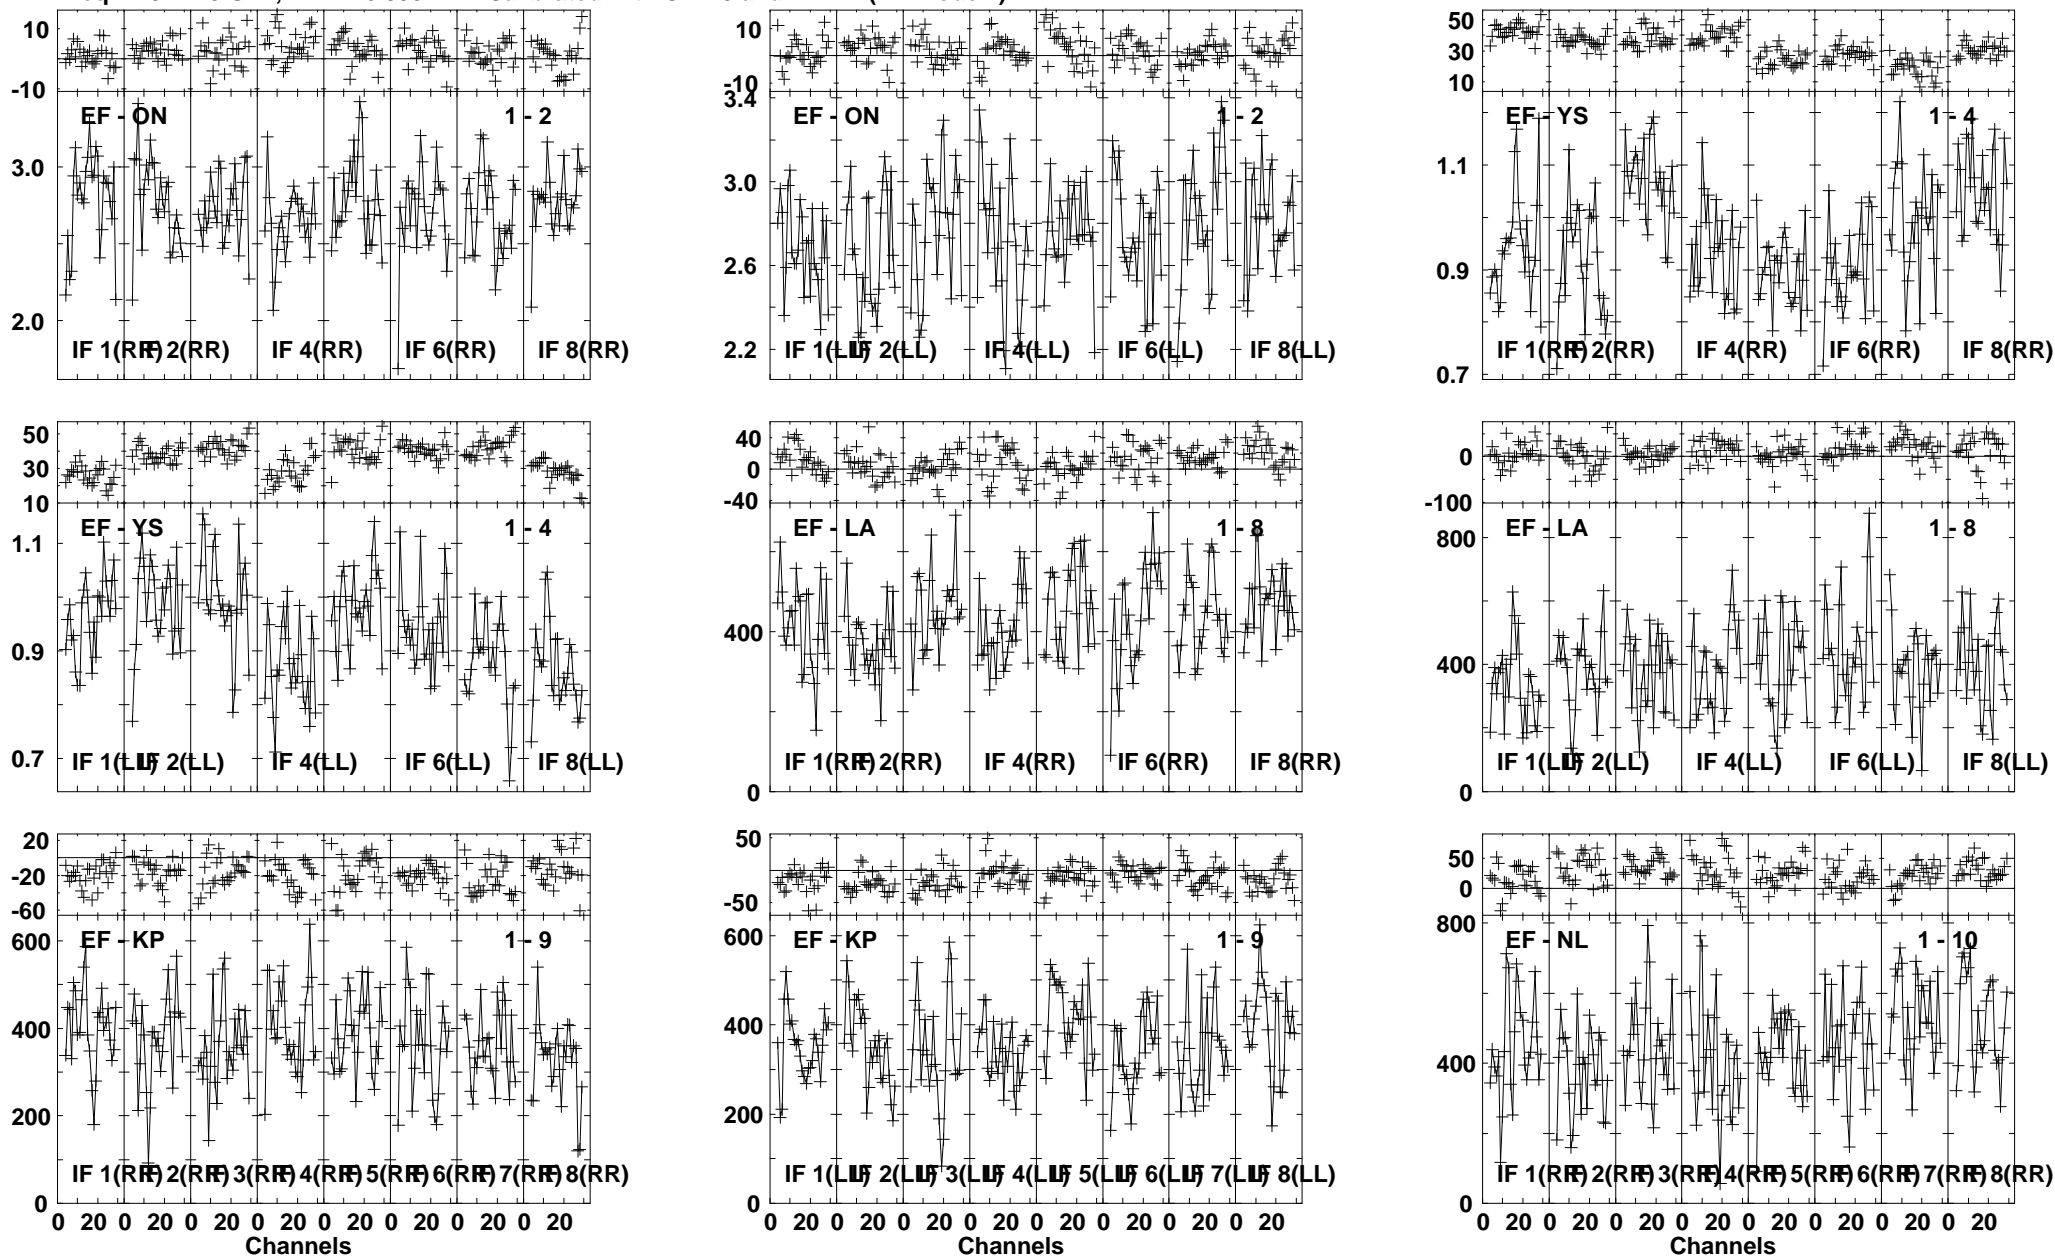 10 10 50
-10 -10 30
10
EF - ON 1 - 2
3.0
2.0
IF 1(RR) IF 2(RR) IF 4(RR) IF 6(RR) IF 8(RR)
3.4
EF - ON 1 - 2
3.0
2.6
2.2
IF 1(LL) IF 2(LL) IF 4(LL) IF 6(LL) IF 8(LL)
EF - YS 1 - 4
1.1
0.9
0.7
IF 1(RR) IF 2(RR) IF 4(RR) IF 6(RR) IF 8(RR)
50
30
10
EF - YS 1 - 4
1.1
0.9
0.7
IF 1(LL) IF 2(LL) IF 4(LL) IF 6(LL) IF 8(LL)
40
0
-40
EF - LA 1 - 8
400
0
IF 1(RR) IF 2(RR) IF 4(RR) IF 6(RR) IF 8(RR)
0
-100
EF - LA 1 - 8
800
400
0
IF 1(LL) IF 2(LL) IF 4(LL) IF 6(LL) IF 8(LL)
20
-20
-60
EF - KP 1 - 9
600
400
200
0
IF 1(RR) IF 2(RR) IF 3(RR) IF 4(RR) IF 5(RR) IF 6(RR) IF 7(RR) IF 8(RR)
0 20 0 20 0 20 0 20 0 20 0 20 0 20 0 20
Channels
50
-50
EF - KP 1 - 9
600
400
200
0
IF 1(LL) IF 2(LL) IF 3(LL) IF 4(LL) IF 5(LL) IF 6(LL) IF 7(LL) IF 8(LL)
0 20 0 20 0 20 0 20 0 20 0 20 0 20 0 20
Channels
50
0
EF - NL 1 - 10
800
400
0
IF 1(RR) IF 2(RR) IF 3(RR) IF 4(RR) IF 5(RR) IF 6(RR) IF 7(RR) IF 8(RR)
0 20 0 20 0 20 0 20 0 20 0 20 0 20 0 20
Channels